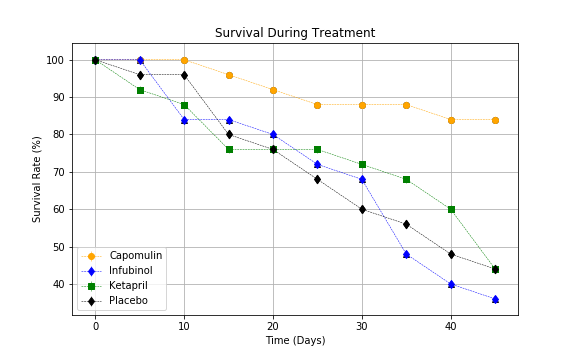 Survival During Treatment
100
90
80
70
60
50
40
Survival Rate (%)
Capomulin
Infubinol
Ketapril
Placebo
0
10
20
30
40
Time (Days)